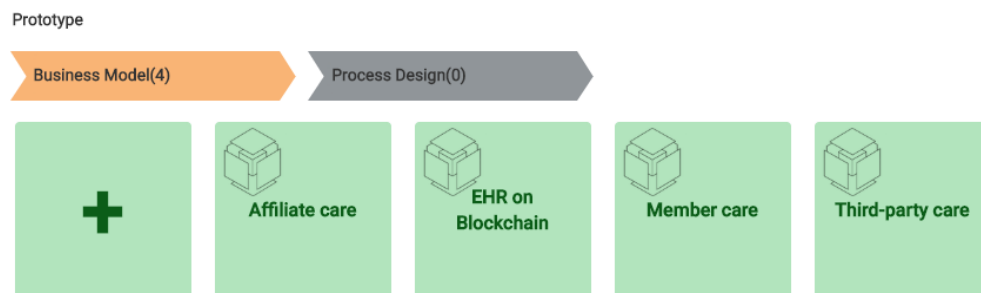 Prototype
Business Model(4)
Process Design(0)
Affiliate care
EHR on
Blockchain
Member care
Third-party care